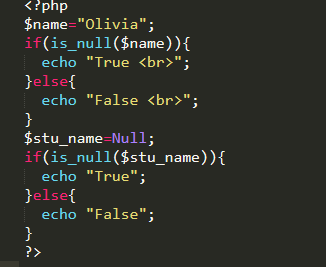 <?php
$name="Olivia";
if(is_null($name)){
  echo "True <br>";
}else{
  echo "False <br>";
}
$stu_name=Null;
if(is_null($stu_name)){
  echo "True";
}else{
  echo "False";
}
?>